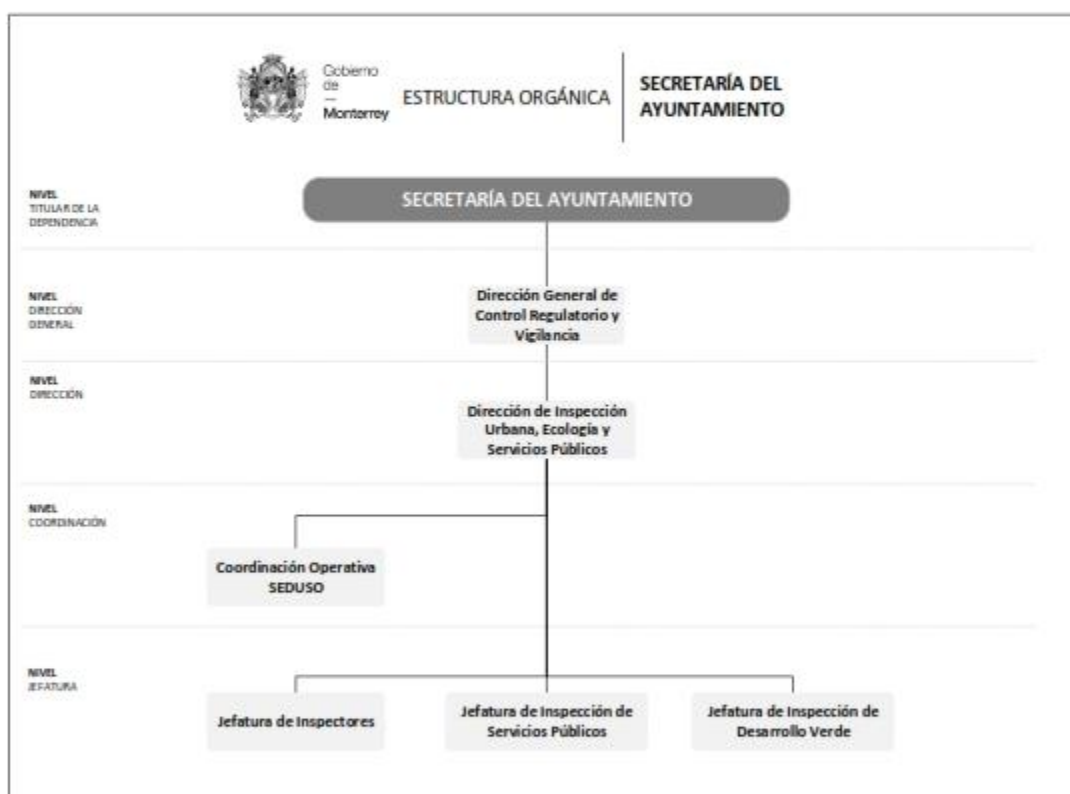 Gobierno
de
—
Monterrey
ESTRUCTURA ORGÁNICA
SECRETARÍA DEL
AYUNTAMIENTO
NIVEL
TITULAR DE LA
DEPENDENCIA
SECRETARÍA DEL AYUNTAMIENTO
NIVEL
DIRECCIÓN
GENERAL
Dirección General de
Control Regulatorio y
Vigilancia
NIVEL
DIRECCIÓN
Dirección de Inspección
Urbana, Ecología y
Servicios Públicos
NIVEL
COORDINACIÓN
Coordinación Operativa
SEDUSO
NIVEL
JEFATURA
Jefatura de Inspectores
Jefatura de Inspección de
Servicios Públicos
Jefatura de Inspección de
Desarrollo Verde